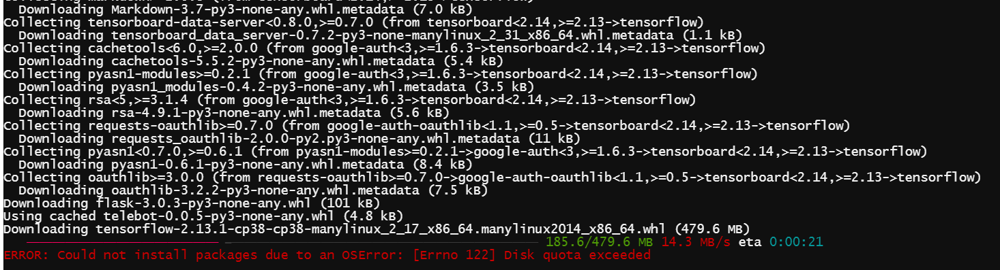 Downloading Markdown-3.7-py3-none-any.whl.metadata (7.0 kB)
Collecting tensorboard-data-server<0.8.0,>=0.7.0 (from tensorboard<2.14,>=2.13->tensorflow)
Downloading tensorboard_data_server-0.7.2-py3-none-manylinux_2_31_x86_64.whl.metadata (1.1 kB)
Collecting cachetools<6.0,>=2.0.0 (from google-auth<3,>=1.6.3->tensorboard<2.14,>=2.13->tensorflow)
Downloading cachetools-5.5.2-py3-none-any.whl.metadata (5.4 kB)
Collecting pyasn1-modules>=0.2.1 (from google-auth<3,>=1.6.3->tensorboard<2.14,>=2.13->tensorflow)
Downloading pyasn1_modules-0.4.2-py3-none-any.whl.metadata (3.5 kB)
Collecting rsa<5,>=3.1.4 (from google-auth<3,>=1.6.3->tensorboard<2.14,>=2.13->tensorflow)
Downloading rsa-4.9.1-py3-none-any.whl.metadata (5.6 kB)
Collecting requests-oauthlib>=0.7.0 (from google-auth-oauthlib<1.1,>=0.5->tensorboard<2.14,>=2.13->tensorflow)
Downloading requests_oauthlib-2.0.0-py2.py3-none-any.whl.metadata (11 kB)
Collecting pyasn1<0.7.0,>=0.6.1 (from pyasn1-modules>=0.2.1->google-auth<3,>=1.6.3->tensorboard<2.14,>=2.13->tensorflow)
Downloading pyasn1-0.6.1-py3-none-any.whl.metadata (8.4 kB)
Collecting oauthlib>=3.0.0 (from requests-oauthlib>=0.7.0->google-auth-oauthlib<1.1,>=0.5->tensorboard<2.14,>=2.13->tensorflow)
Downloading oauthlib-3.2.2-py3-none-any.whl.metadata (7.5 kB)
Downloading flask-3.0.3-py3-none-any.whl (101 kB)
Using cached telebot-0.0.5-py3-none-any.whl (4.8 kB)
Downloading tensorflow-2.13.1-cp38-cp38-manylinux_2_17_x86_64.manylinux2014_x86_64.whl (479.6 MB)
185.6/479.6 MB 14.3 MB/s eta 0:00:21
ERROR: Could not install packages due to an OSError: [Errno 122] Disk quota exceeded